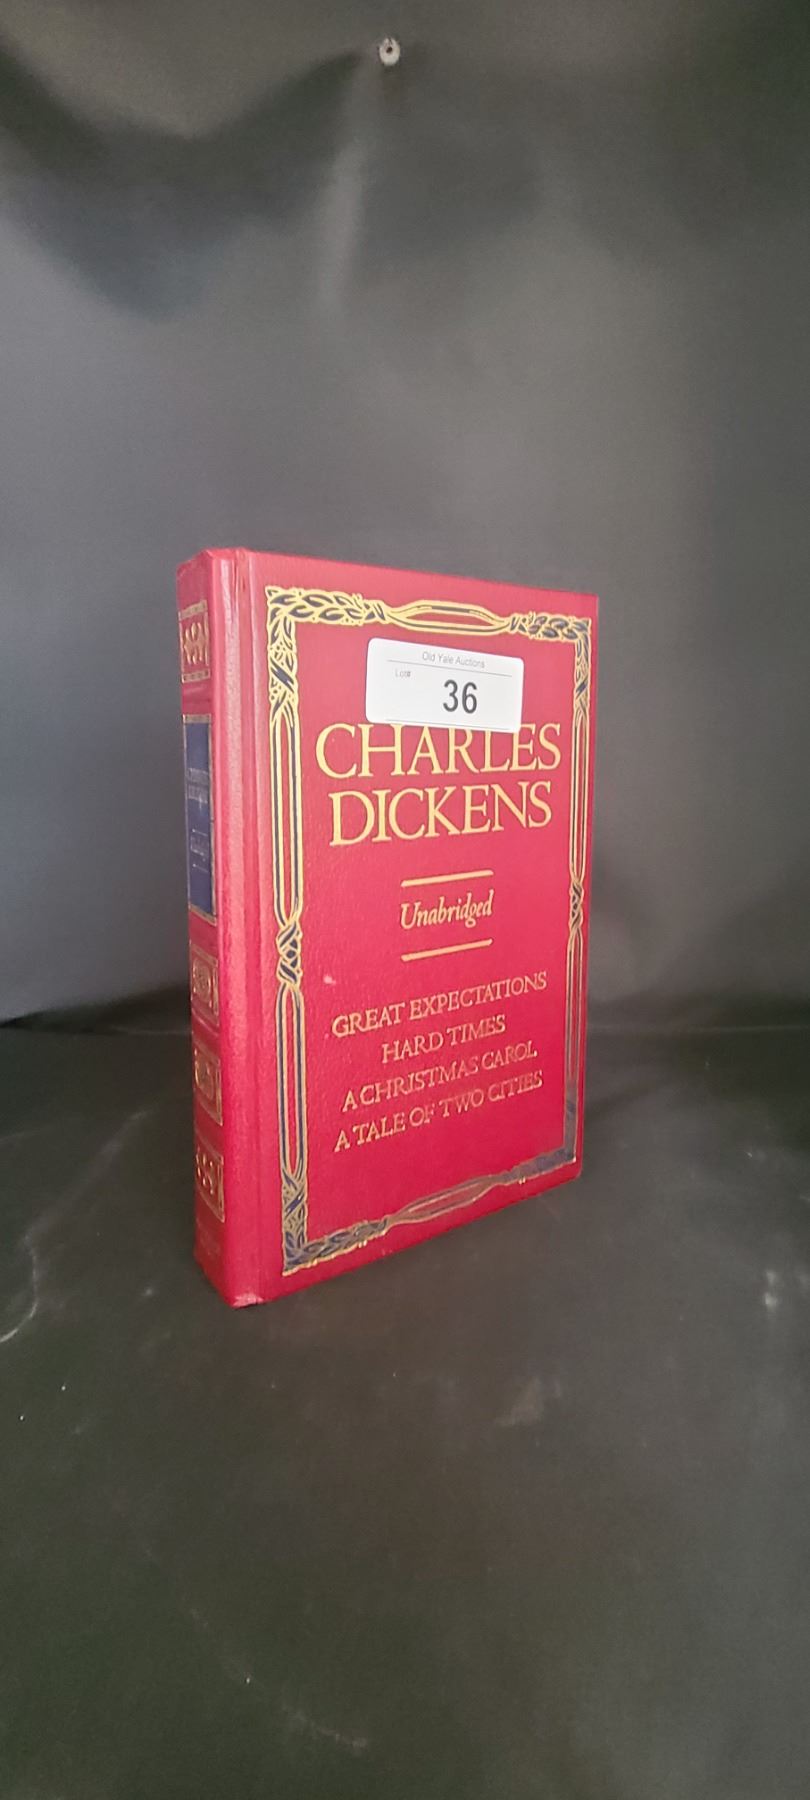 Old Yale Auctions
Lot#
36
CHARLES
DICKENS
Unabridged
GREAT EXPECTATIONS
HARD TIMES
A CHRISTMAS CAROL
A TALE OF TWO CITIES